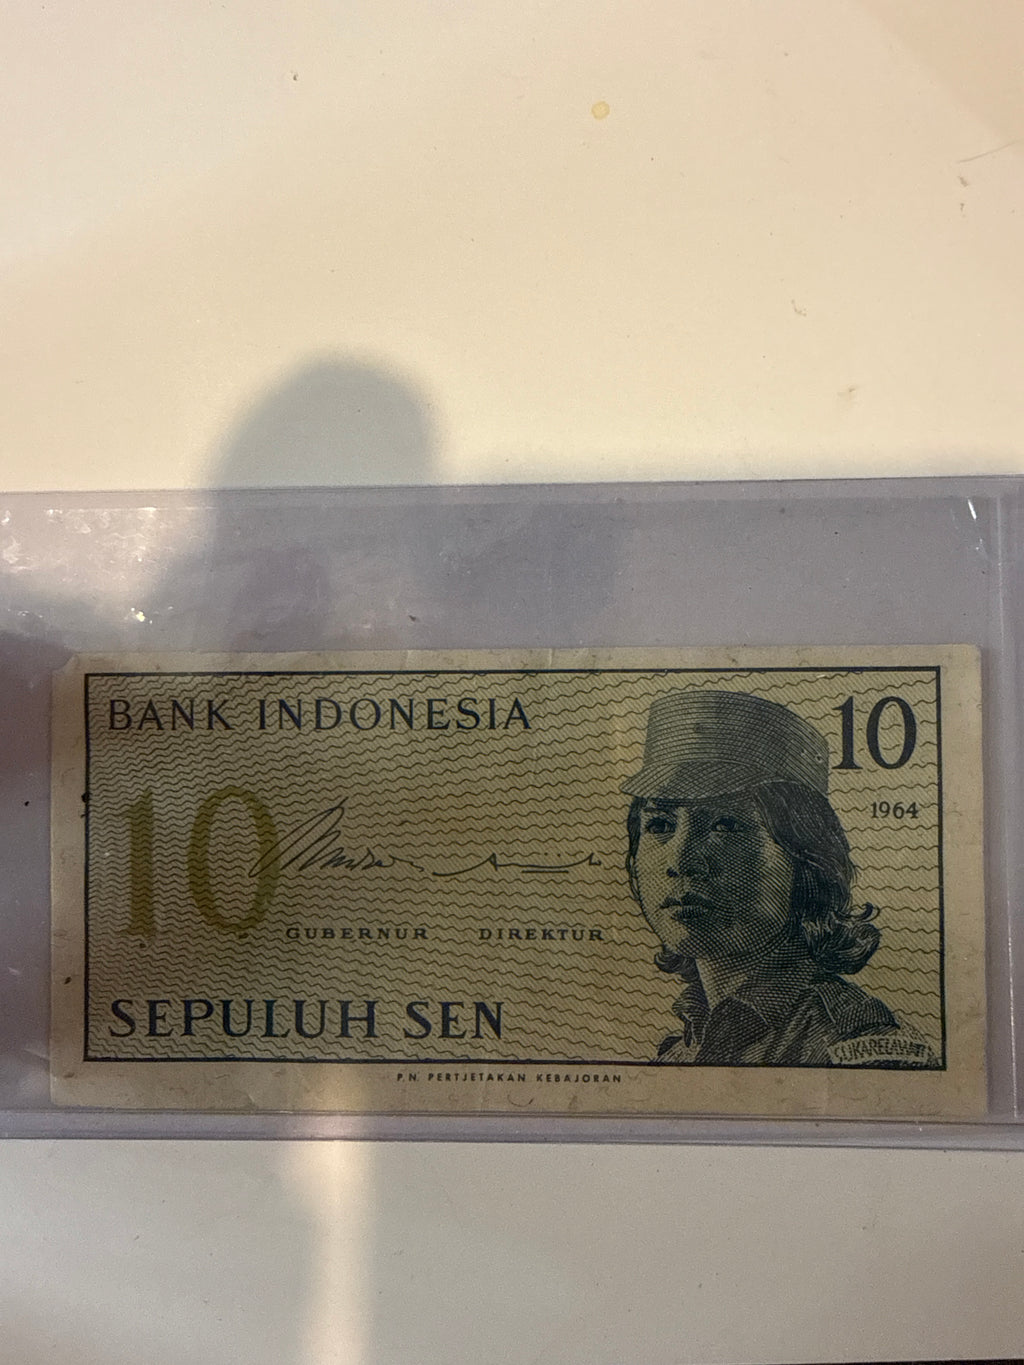 BANK INDONESIA
10
1964
10
GUBERNUR DIREKTUR
SEPULUH SEN
SUKARELAWATI
P.N. PERTJETAKAN KEBAJORAN